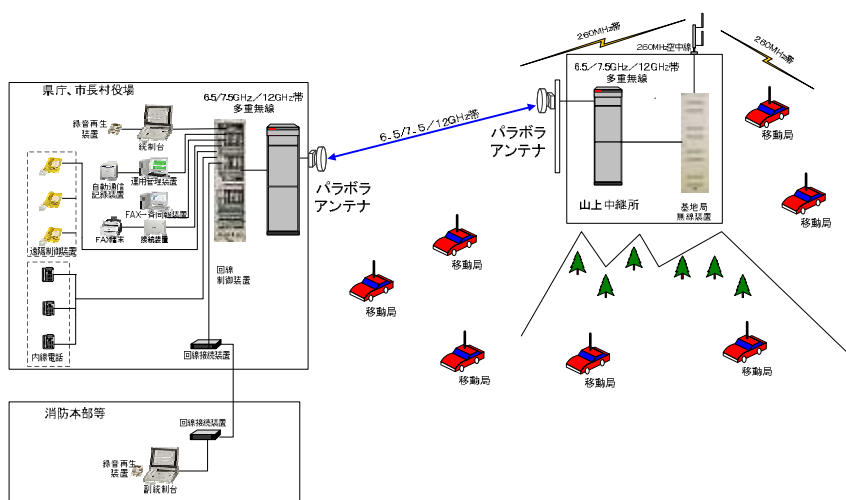 260MHz帯
260MHz空中線
260MHz帯
県庁、市長村役場
6.5/7.5GHz/12GHz帯
多重無線
録音再生
装置
統制台
自動通信
記録装置
運用管理装置
FAX一斉同報装置
FAX端末
接続装置
遠隔制御装置
内線電話
回線
制御装置
回線接続装置
パラボラ
アンテナ
6.5/7.5/12GHz帯
パラボラ
アンテナ
6.5/7.5GHz/12GHz帯
多重無線
山上中継所
基地局
無線装置
移動局
移動局
移動局
移動局
移動局
移動局
移動局
消防本部等
回線接続装置
録音再生
装置
副統制台